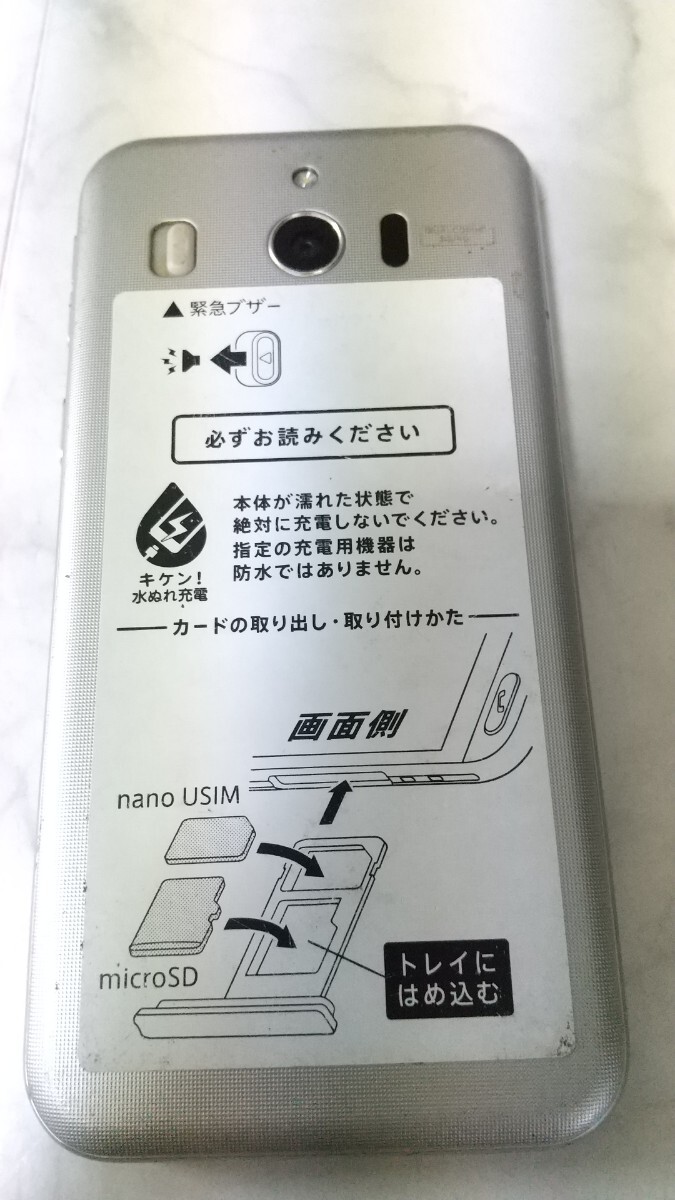 ▲緊急ブザー
必ずお読みください
本体が濡れた状態で
絶対に充電しないでください。
指定の充電用機器は
防水ではありません。
キケン!
水ぬれ充電
カードの取り出し・取り付けかた
画面側
nano USIM
microSD
トレイに
はめ込む